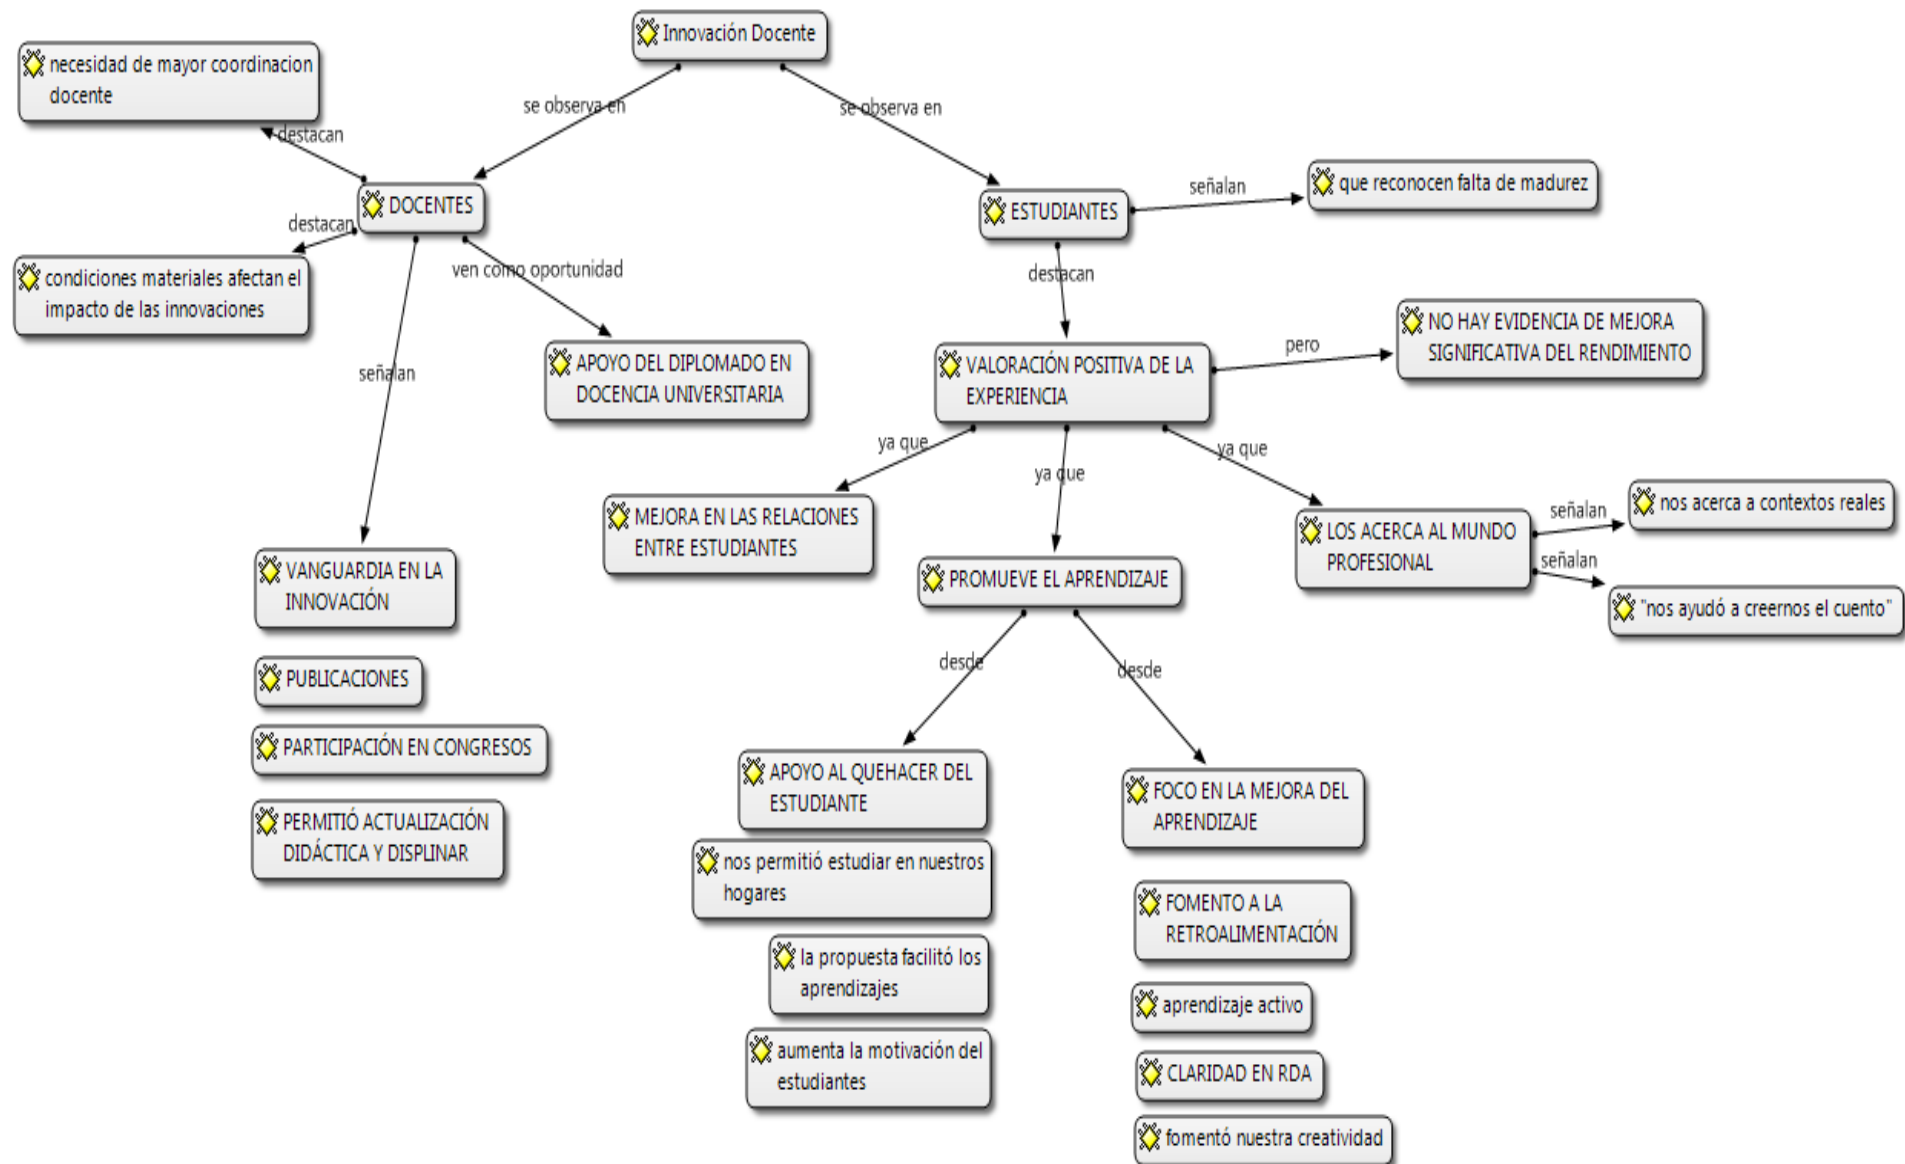 Innovación Docente
necesidad de mayor coordinacion
docente
se observa en
se observa en
destacan
DOCENTES
ESTUDIANTES
señalan
que reconocen falta de madurez
destacan
condiciones materiales afectan el
impacto de las innovaciones
ven como oportunidad
destacan
señalan
APOYO DEL DIPLOMADO EN
DOCENCIA UNIVERSITARIA
VALORACIÓN POSITIVA DE LA
EXPERIENCIA
pero
NO HAY EVIDENCIA DE MEJORA
SIGNIFICATIVA DEL RENDIMIENTO
ya que
ya que
ya que
MEJORA EN LAS RELACIONES
ENTRE ESTUDIANTES
PROMUEVE EL APRENDIZAJE
LOS ACERCA AL MUNDO
PROFESIONAL
señalan
nos acerca a contextos reales
señalan
"nos ayudó a creernos el cuento"
VANGUARDIA EN LA
INNOVACIÓN
PUBLICACIONES
PARTICIPACIÓN EN CONGRESOS
PERMITIÓ ACTUALIZACIÓN
DIDÁCTICA Y DISPLINAR
desde
desde
APOYO AL QUEHACER DEL
ESTUDIANTE
nos permitió estudiar en nuestros
hogares
la propuesta facilitó los
aprendizajes
aumenta la motivación del
estudiantes
FOCO EN LA MEJORA DEL
APRENDIZAJE
FOMENTO A LA
RETROALIMENTACIÓN
aprendizaje activo
CLARIDAD EN RDA
fomentó nuestra creatividad